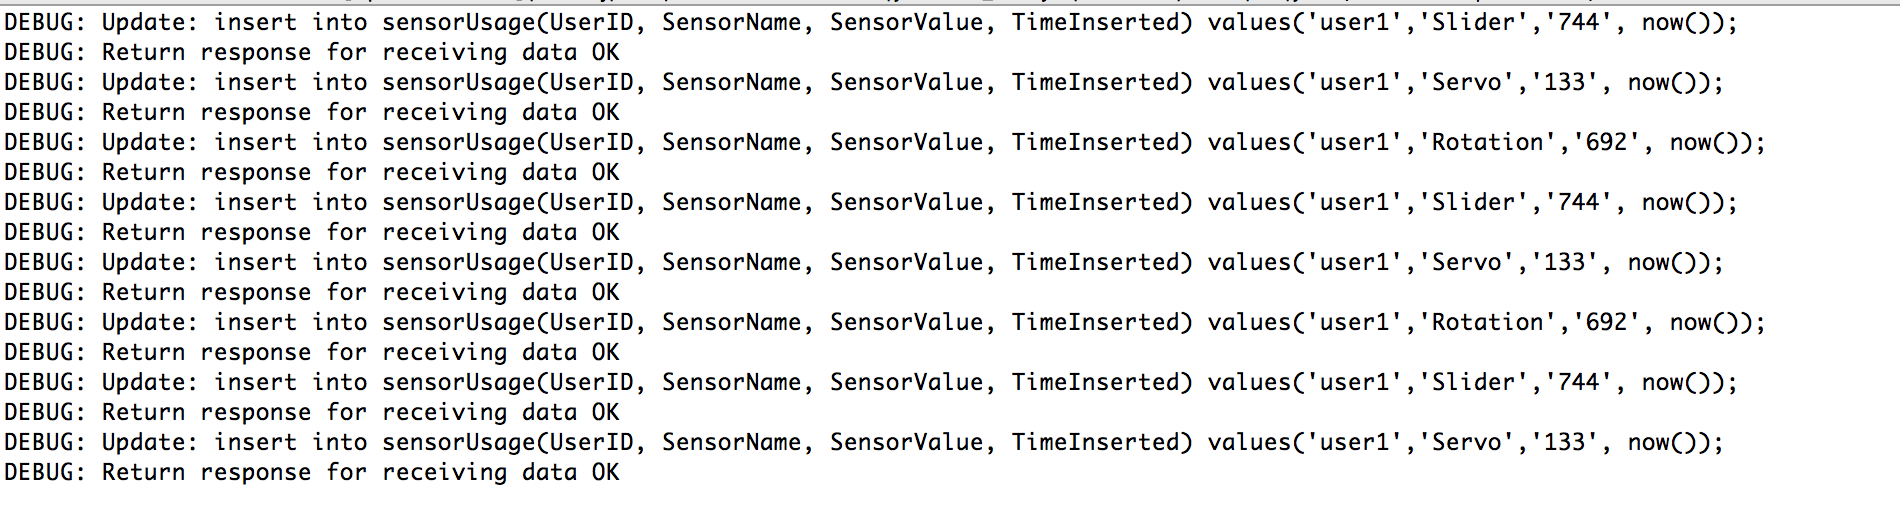 DEBUG: Update: insert into sensorUsage(UserID, SensorName, SensorValue, TimeInserted) values('user1','Slider','744', now());
DEBUG: Return response for receiving data OK
DEBUG: Update: insert into sensorUsage(UserID, SensorName, SensorValue, TimeInserted) values('user1','Servo','133', now());
DEBUG: Return response for receiving data OK
DEBUG: Update: insert into sensorUsage(UserID, SensorName, SensorValue, TimeInserted) values('user1','Rotation','692', now());
DEBUG: Return response for receiving data OK
DEBUG: Update: insert into sensorUsage(UserID, SensorName, SensorValue, TimeInserted) values('user1','Slider','744', now());
DEBUG: Return response for receiving data OK
DEBUG: Update: insert into sensorUsage(UserID, SensorName, SensorValue, TimeInserted) values('user1','Servo','133', now());
DEBUG: Return response for receiving data OK
DEBUG: Update: insert into sensorUsage(UserID, SensorName, SensorValue, TimeInserted) values('user1','Rotation','692', now());
DEBUG: Return response for receiving data OK
DEBUG: Update: insert into sensorUsage(UserID, SensorName, SensorValue, TimeInserted) values('user1','Slider','744', now());
DEBUG: Return response for receiving data OK
DEBUG: Update: insert into sensorUsage(UserID, SensorName, SensorValue, TimeInserted) values('user1','Servo','133', now());
DEBUG: Return response for receiving data OK